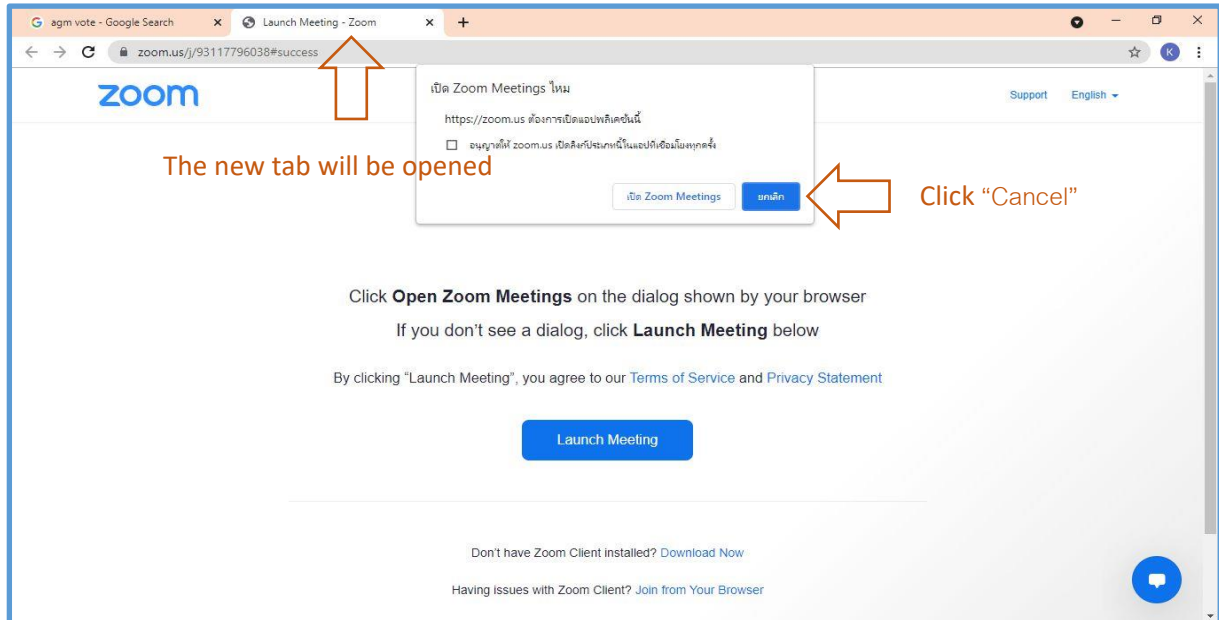 agm vote - Google Search
Launch Meeting - Zoom
zoom.us/j/93117796038#success
K
zoom
Support English
เปิด Zoom Meetings ไหม
https://zoom.us ต้องการเปิดแอปพลิเคชันนี้
อนุญาตให้ zoom.us เปิดลิงก์ประเภทนี้ในแอปที่เชื่อมโยงทุกครั้ง
The new tab will be opened
เปิด Zoom Meetings
ยกเลิก
Click “Cancel”
Click Open Zoom Meetings on the dialog shown by your browser
If you don’t see a dialog, click Launch Meeting below
By clicking “Launch Meeting”, you agree to our Terms of Service and Privacy Statement
Launch Meeting
Don’t have Zoom Client installed? Download Now
Having issues with Zoom Client? Join from Your Browser